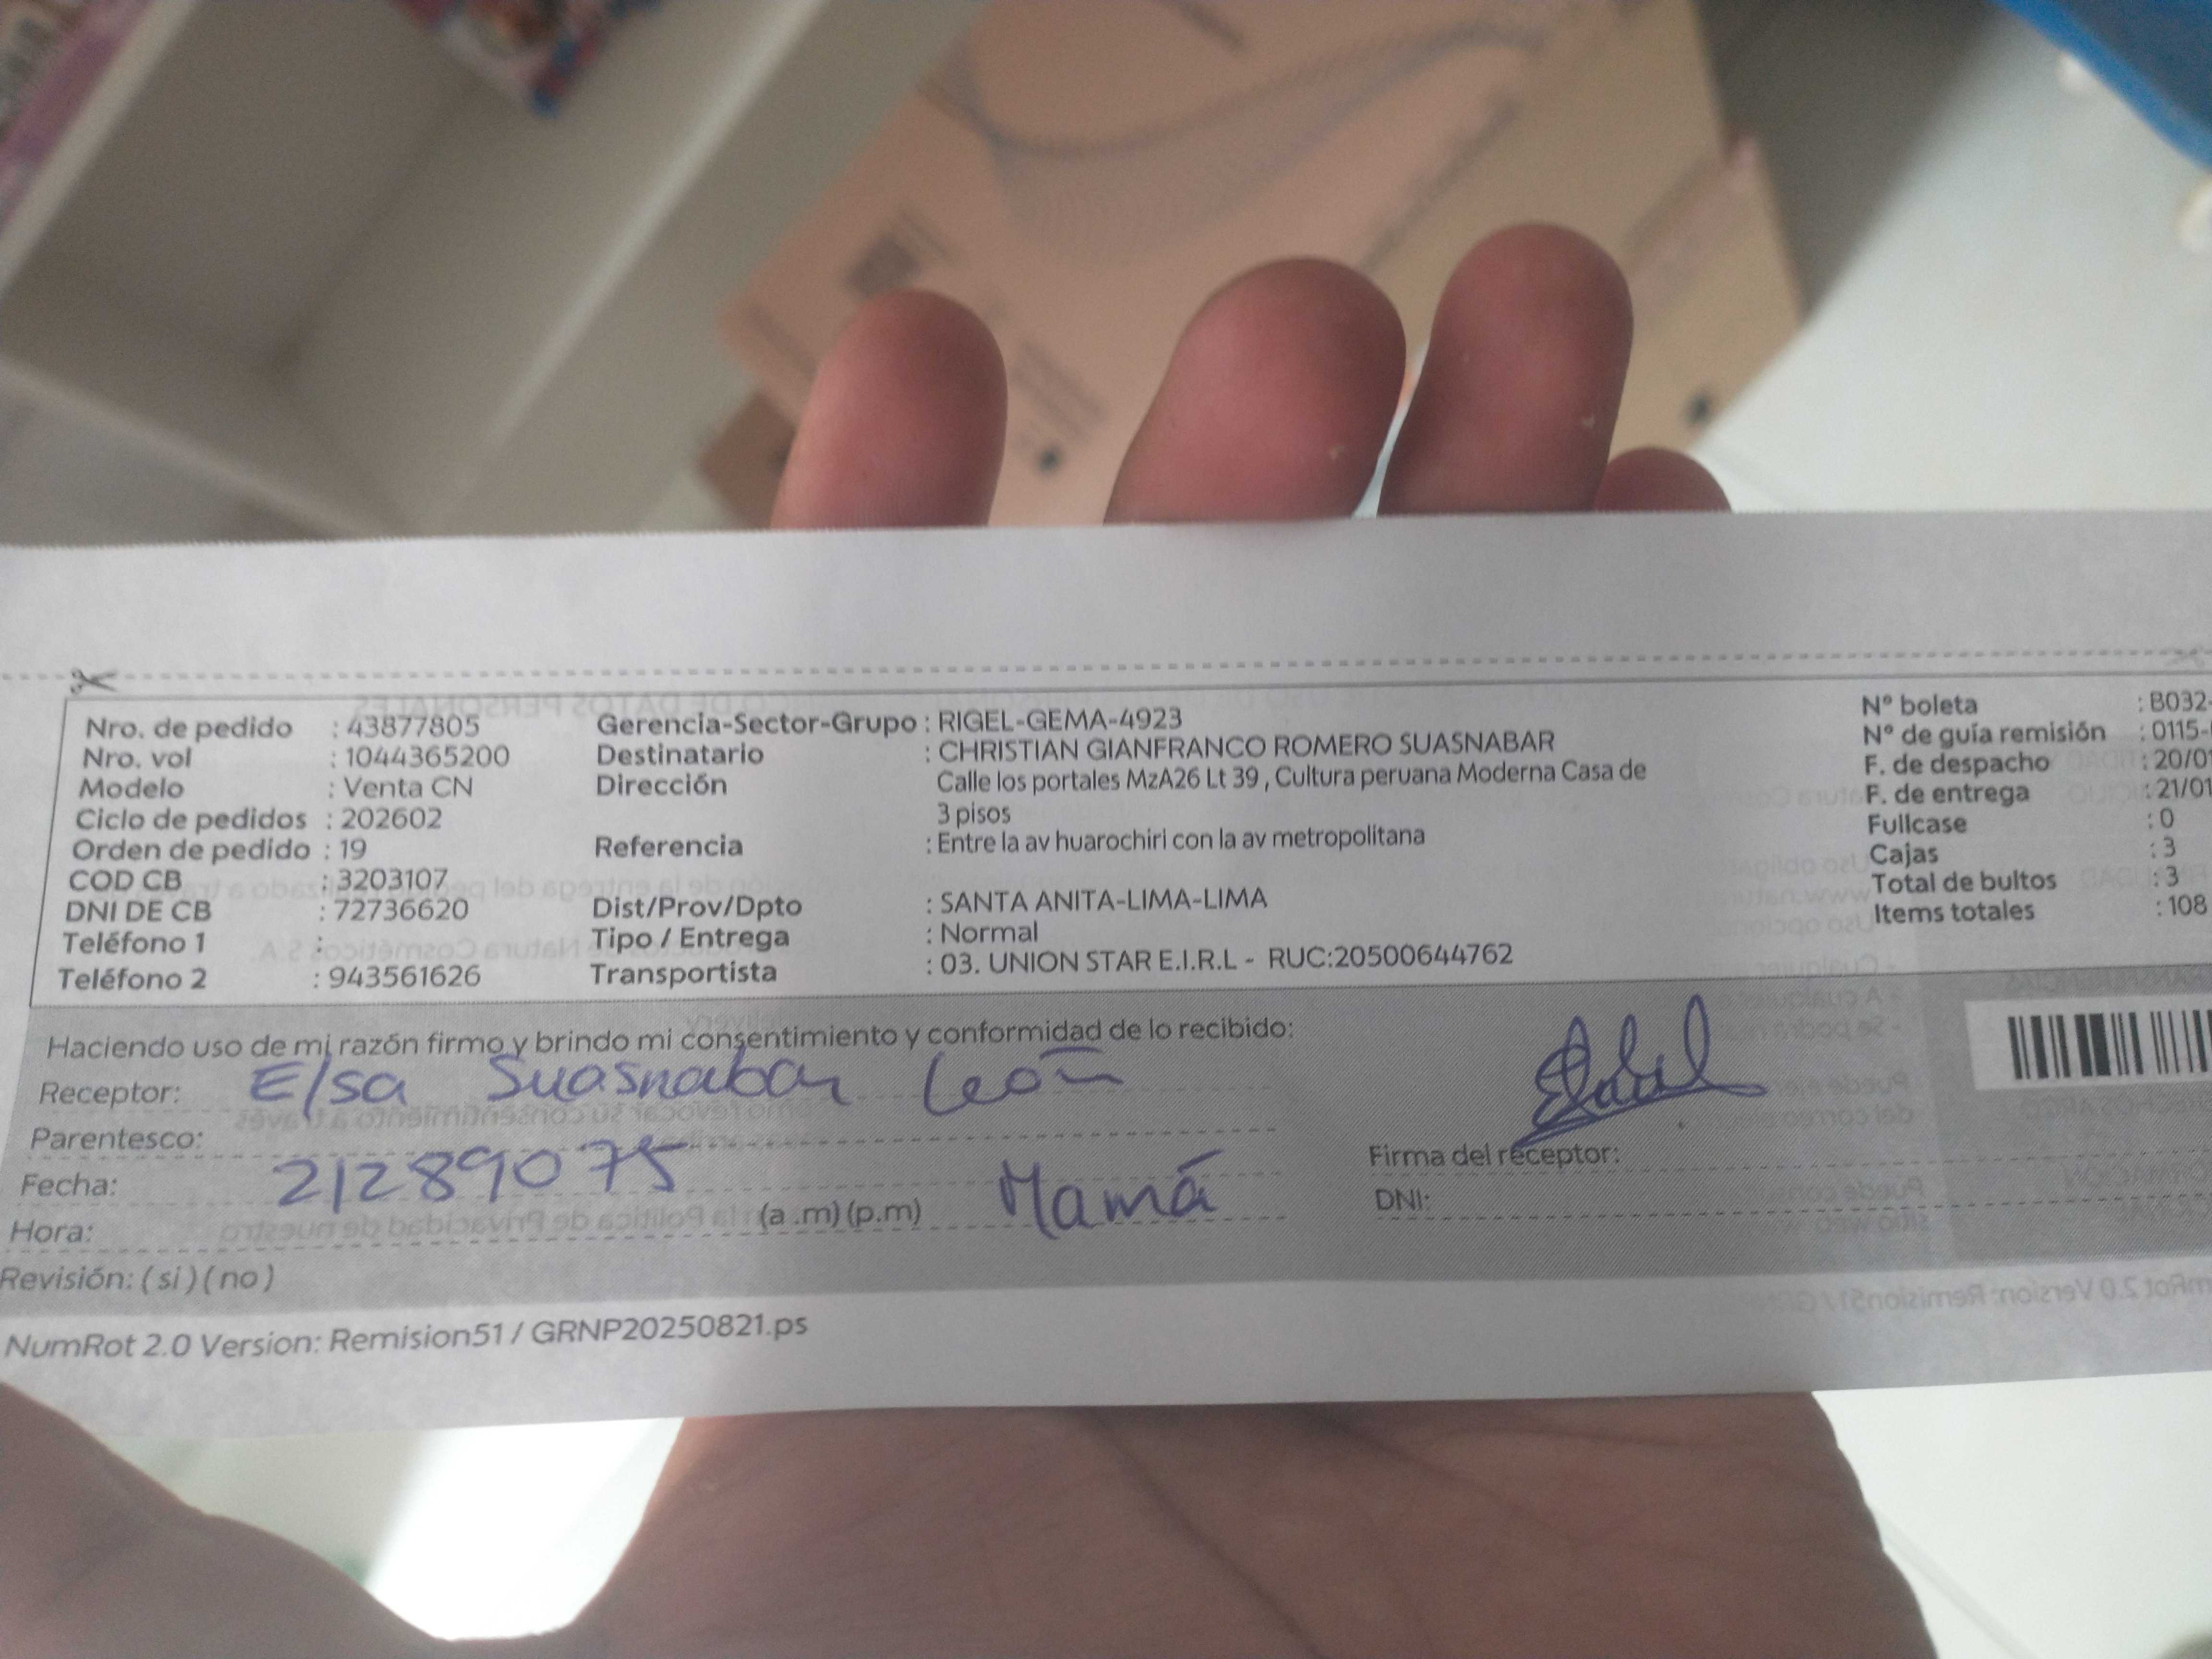 Nro. de pedido : 43877805
Nro. vol : 1044365200
Modelo : Venta CN
Ciclo de pedidos : 202602
Orden de pedido : 19
COD CB : 3203107
DNI DE CB : 72736620
Teléfono 1 :
Teléfono 2 : 943561626
Gerencia-Sector-Grupo : RIGEL-GEMA-4923
Destinatario : CHRISTIAN GIANFRANCO ROMERO SUASNABAR
Dirección Calle los portales MzA26 Lt 39 , Cultura peruana Moderna Casa de
3 pisos
Referencia : Entre la av huarochiri con la av metropolitana
Dist/Prov/Dpto : SANTA ANITA-LIMA-LIMA
Tipo / Entrega : Normal
Transportista : 03. UNION STAR E.I.R.L - RUC:20500644762
N° boleta : B032-
N° de guía remisión : 0115-
F. de despacho : 20/01
F. de entrega : 21/01
Fullcase : 0
Cajas : 3
Total de bultos : 3
Items totales : 108
Haciendo uso de mi razón firmo y brindo mi consentimiento y conformidad de lo recibido:
Receptor: Elsa Suasnabar León
Parentesco:
Fecha: 21289075
Hora: (a .m) (p.m) Mamá
Revisión: ( si ) ( no )
Firma del receptor:
DNI:
NumRot 2.0 Version: Remision51 / GRNP20250821.ps